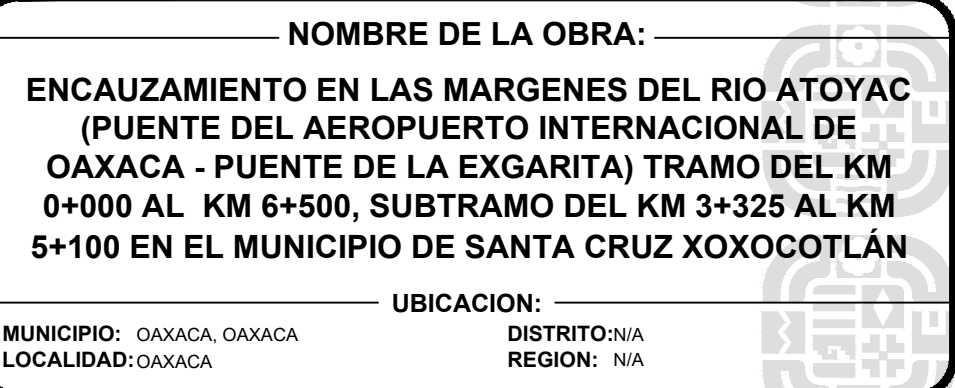 NOMBRE DE LA OBRA:
ENCAUZAMIENTO EN LAS MARGENES DEL RIO ATOYAC
(PUENTE DEL AEROPUERTO INTERNACIONAL DE
OAXACA - PUENTE DE LA EXGARITA) TRAMO DEL KM
0+000 AL KM 6+500, SUBTRAMO DEL KM 3+325 AL KM
5+100 EN EL MUNICIPIO DE SANTA CRUZ XOXOCOTLÁN
UBICACION:
MUNICIPIO: OAXACA, OAXACA DISTRITO:N/A
LOCALIDAD:OAXACA REGION: N/A